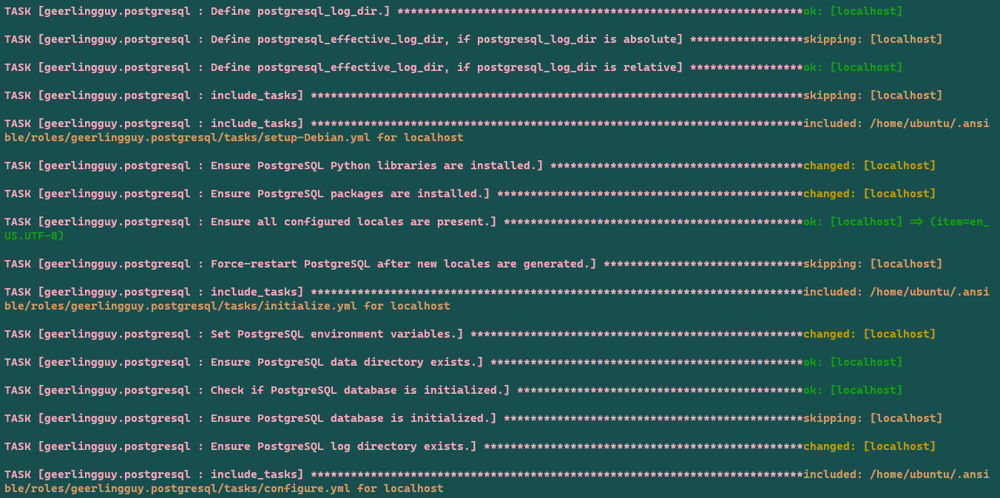 TASK [geerlingguy.postgresql : Define postgresql_log_dir.] *************************************************************ok: [localhost]
TASK [geerlingguy.postgresql : Define postgresql_effective_log_dir, if postgresql_log_dir is absolute] *****************skipping: [localhost]
TASK [geerlingguy.postgresql : Define postgresql_effective_log_dir, if postgresql_log_dir is relative] *****************ok: [localhost]
TASK [geerlingguy.postgresql : include_tasks] **************************************************************************skipping: [localhost]
TASK [geerlingguy.postgresql : include_tasks] **************************************************************************included: /home/ubuntu/.ansi
ble/roles/geerlingguy.postgresql/tasks/setup-Debian.yml for localhost
TASK [geerlingguy.postgresql : Ensure PostgreSQL Python libraries are installed.] **************************************changed: [localhost]
TASK [geerlingguy.postgresql : Ensure PostgreSQL packages are installed.] **********************************************changed: [localhost]
TASK [geerlingguy.postgresql : Ensure all configured locales are present.] *********************************************ok: [localhost] => (item=en_
US.UTF-8)
TASK [geerlingguy.postgresql : Force-restart PostgreSQL after new locales are generated.] ******************************skipping: [localhost]
TASK [geerlingguy.postgresql : include_tasks] **************************************************************************included: /home/ubuntu/.ansi
ble/roles/geerlingguy.postgresql/tasks/initialize.yml for localhost
TASK [geerlingguy.postgresql : Set PostgreSQL environment variables.] **************************************************changed: [localhost]
TASK [geerlingguy.postgresql : Ensure PostgreSQL data directory exists.] ***********************************************ok: [localhost]
TASK [geerlingguy.postgresql : Check if PostgreSQL database is initialized.] *******************************************ok: [localhost]
TASK [geerlingguy.postgresql : Ensure PostgreSQL database is initialized.] *********************************************skipping: [localhost]
TASK [geerlingguy.postgresql : Ensure PostgreSQL log directory exists.] ************************************************changed: [localhost]
TASK [geerlingguy.postgresql : include_tasks] **************************************************************************included: /home/ubuntu/.ansi
ble/roles/geerlingguy.postgresql/tasks/configure.yml for localhost